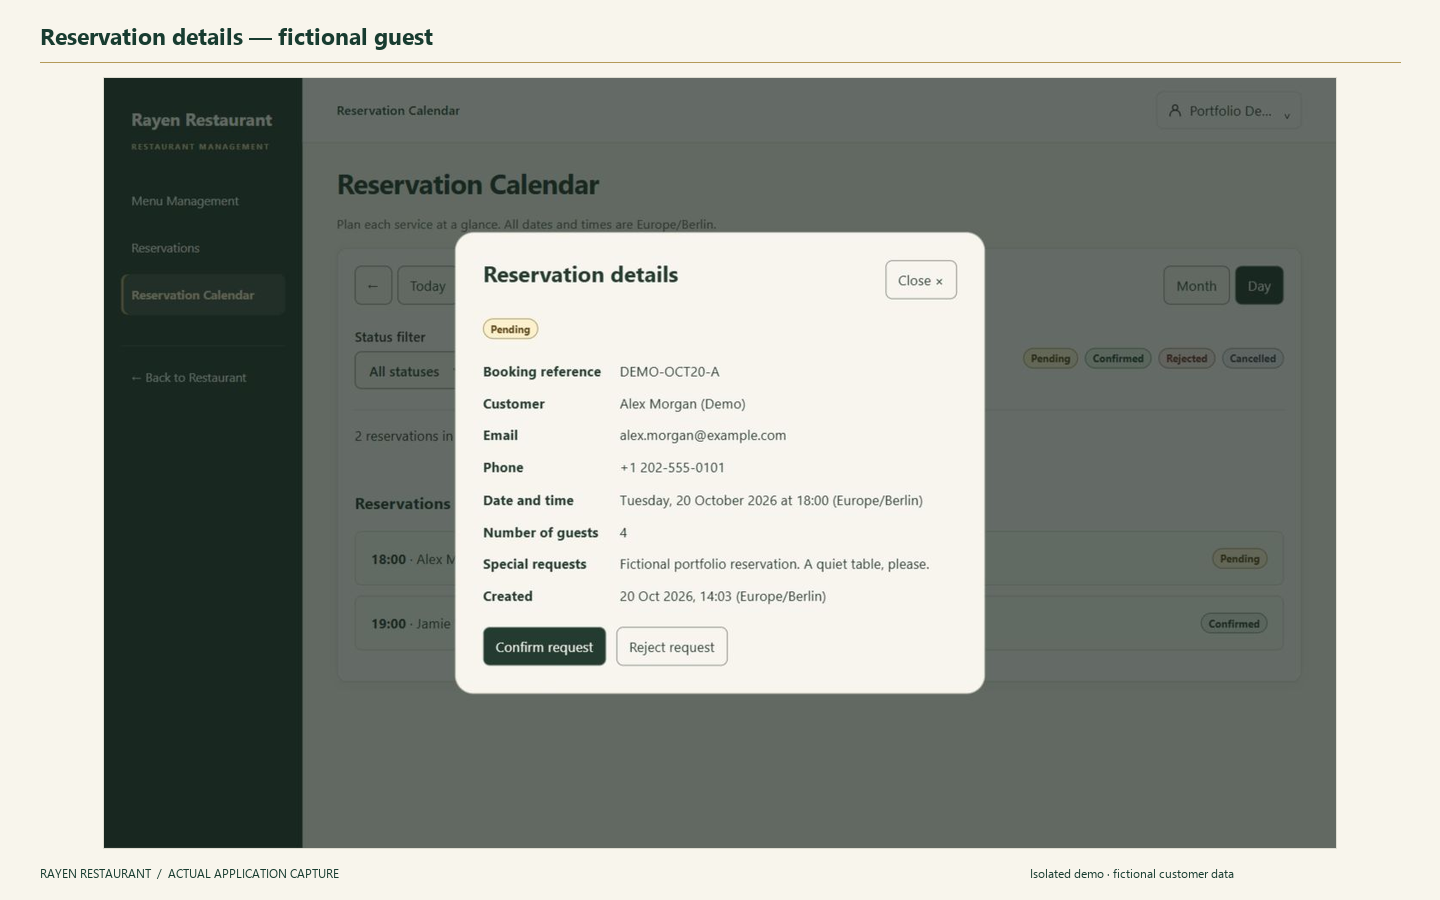 Reservation details — fictional guest
Rayen Restaurant
RESTAURANT MANAGEMENT
Menu Management
Reservations
Reservation Calendar
← Back to Restaurant
Reservation Calendar
Portfolio De...
Reservation Calendar
Plan each service at a glance. All dates and times are Europe/Berlin.
← Today
Month Day
Status filter
All statuses
Pending Confirmed Rejected Cancelled
2 reservations in
Reservations
18:00 · Alex M
Pending
19:00 · Jamie
Confirmed
Reservation details
Close ×
Pending
Booking reference DEMO-OCT20-A
Customer Alex Morgan (Demo)
Email alex.morgan@example.com
Phone +1 202-555-0101
Date and time Tuesday, 20 October 2026 at 18:00 (Europe/Berlin)
Number of guests 4
Special requests Fictional portfolio reservation. A quiet table, please.
Created 20 Oct 2026, 14:03 (Europe/Berlin)
Confirm request Reject request
RAYEN RESTAURANT / ACTUAL APPLICATION CAPTURE
Isolated demo · fictional customer data